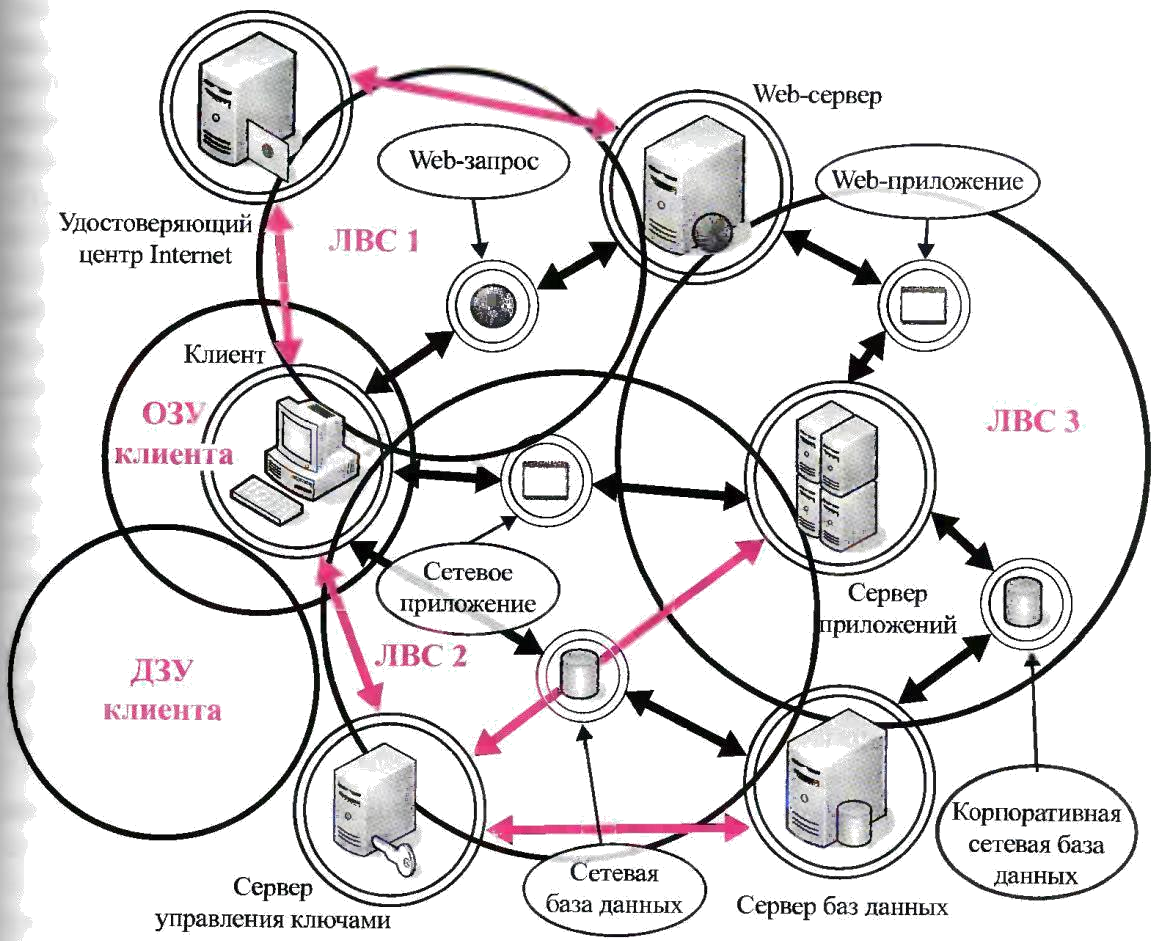 Web-сервер
Web-запрос
Web-приложение
Удостоверяющий
центр Internet
ЛВС 1
Клиент
ОЗУ
клиента
ЛВС 3
Сетевое
приложение
Сервер
приложений
ЛВС 2
ДЗУ
клиента
Корпоративная
сетевая база
данных
Сетевая
база данных
Сервер
управления ключами
Сервер баз данных